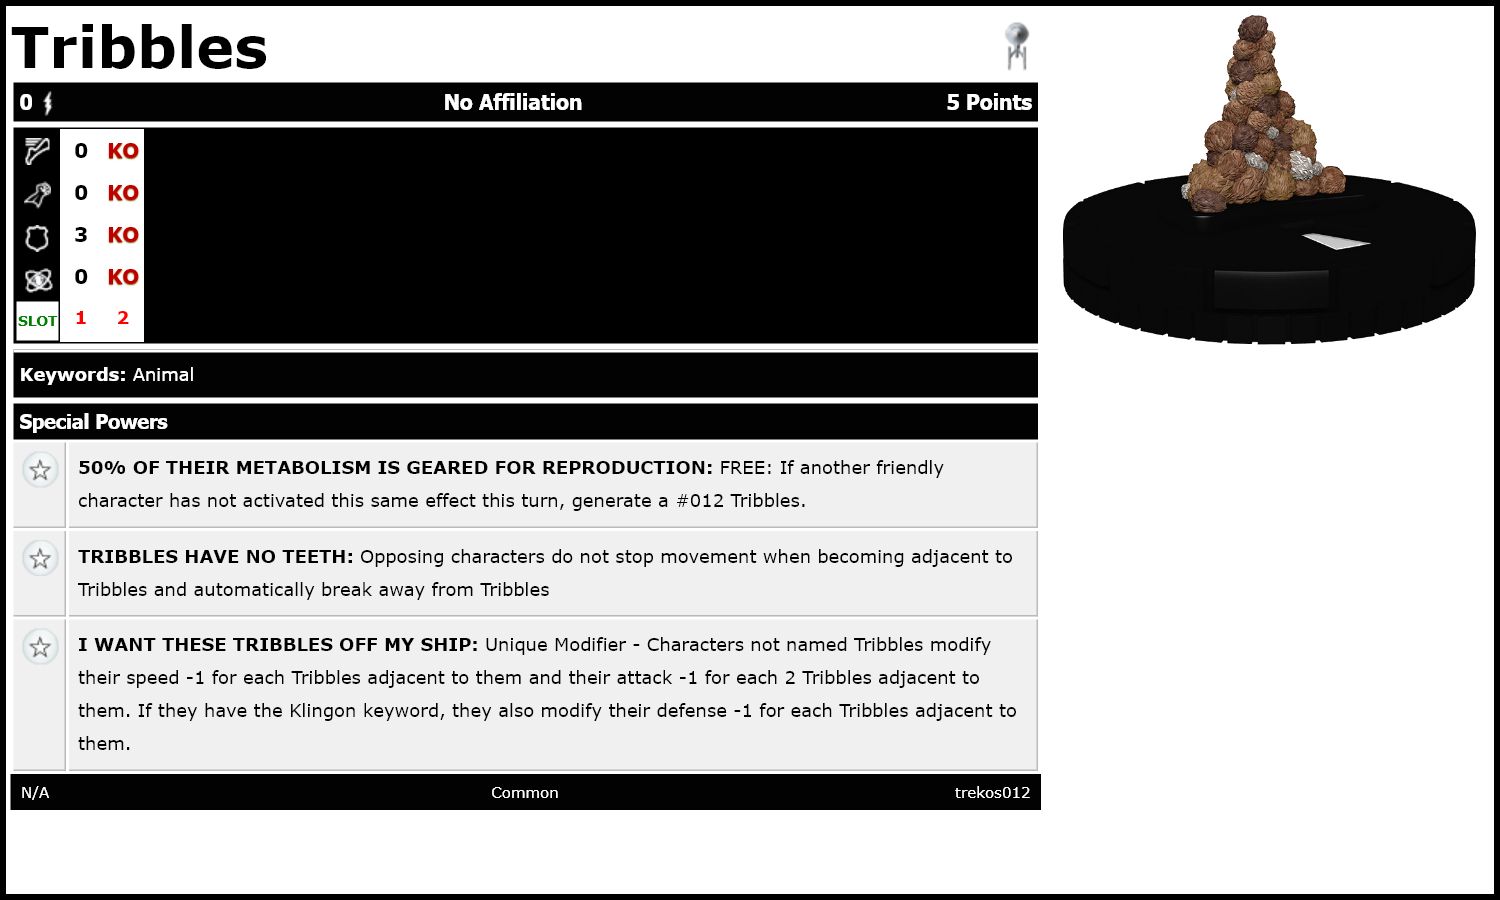 Tribbles
0 No Affiliation 5 Points
0 KO
0 KO
3 KO
0 KO
SLOT 1 2
Keywords: Animal
Special Powers
50% OF THEIR METABOLISM IS GEARED FOR REPRODUCTION: FREE: If another friendly
character has not activated this same effect this turn, generate a #012 Tribbles.
TRIBBLES HAVE NO TEETH: Opposing characters do not stop movement when becoming adjacent to
Tribbles and automatically break away from Tribbles
I WANT THESE TRIBBLES OFF MY SHIP: Unique Modifier - Characters not named Tribbles modify
their speed -1 for each Tribbles adjacent to them and their attack -1 for each 2 Tribbles adjacent to
them. If they have the Klingon keyword, they also modify their defense -1 for each Tribbles adjacent to
them.
N/A Common trekos012